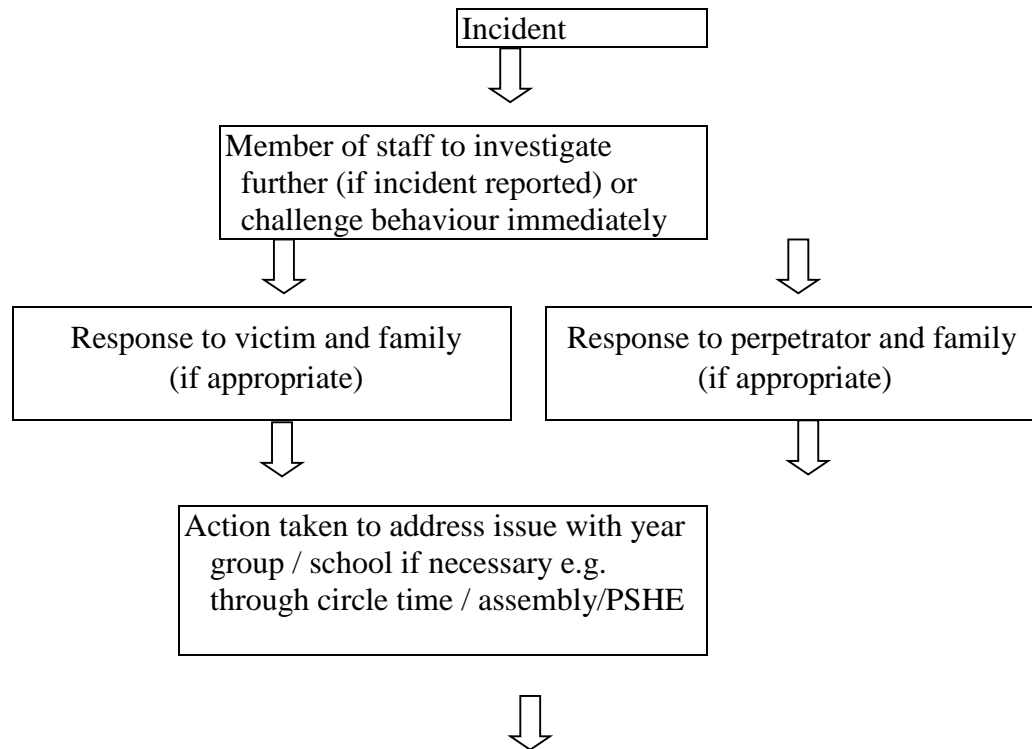 Incident
Member of staff to investigate
further (if incident reported) or
challenge behaviour immediately
Response to victim and family
(if appropriate)
Response to perpetrator and family
(if appropriate)
Action taken to address issue with year
group / school if necessary e.g.
through circle time / assembly/PSHE